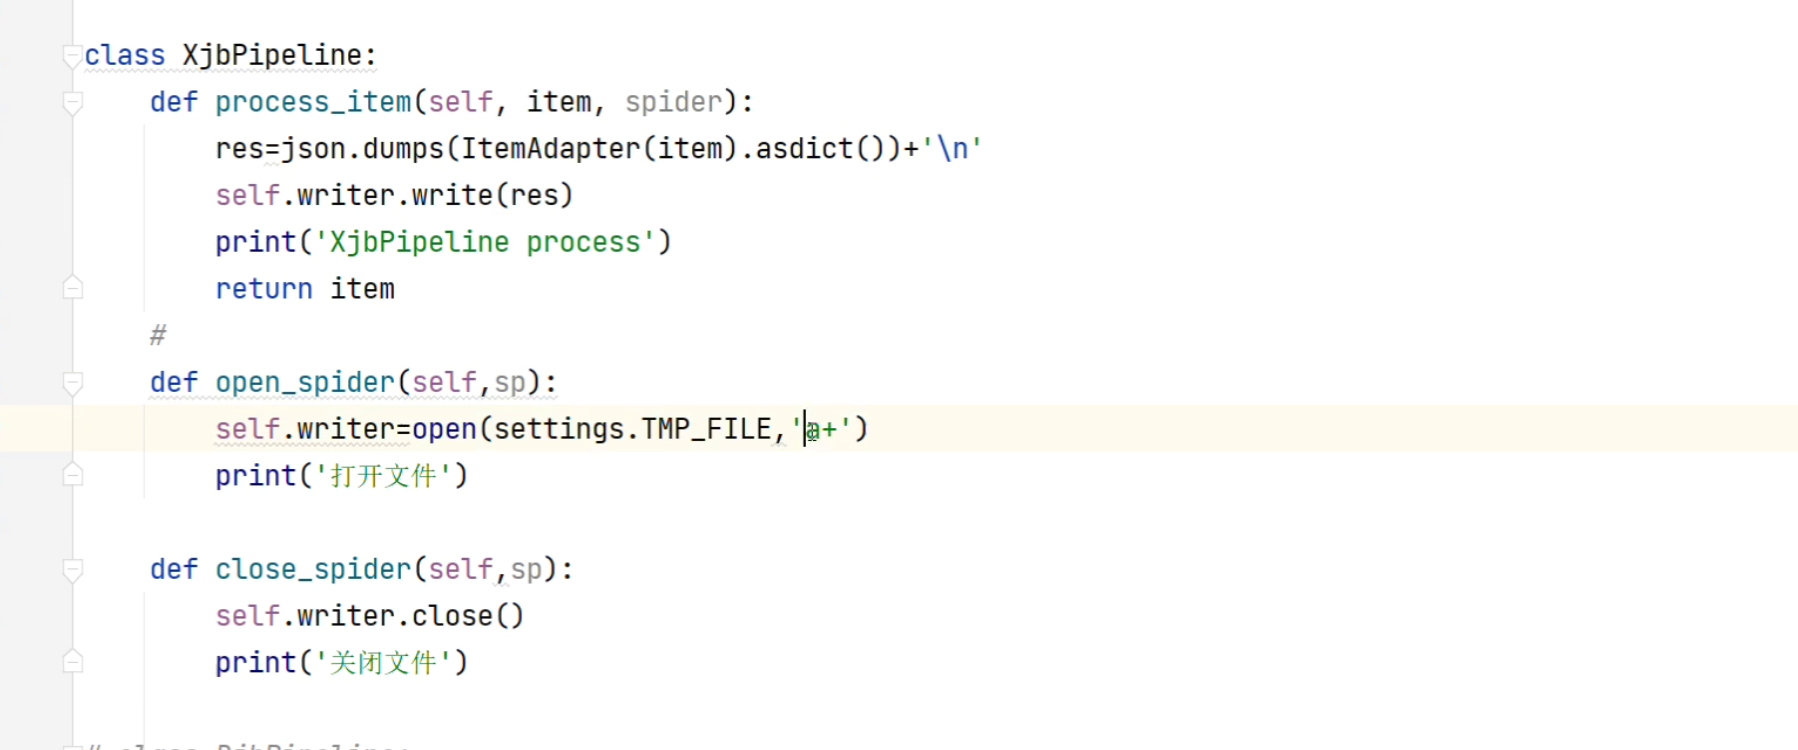 class XjbPipeline:
    def process_item(self, item, spider):
        res=json.dumps(ItemAdapter(item).asdict())+'\n'
        self.writer.write(res)
        print('XjbPipeline process')
        return item
    #
    def open_spider(self,sp):
        self.writer=open(settings.TMP_FILE,'a+')
        print('打开文件')
    def close_spider(self,sp):
        self.writer.close()
        print('关闭文件')